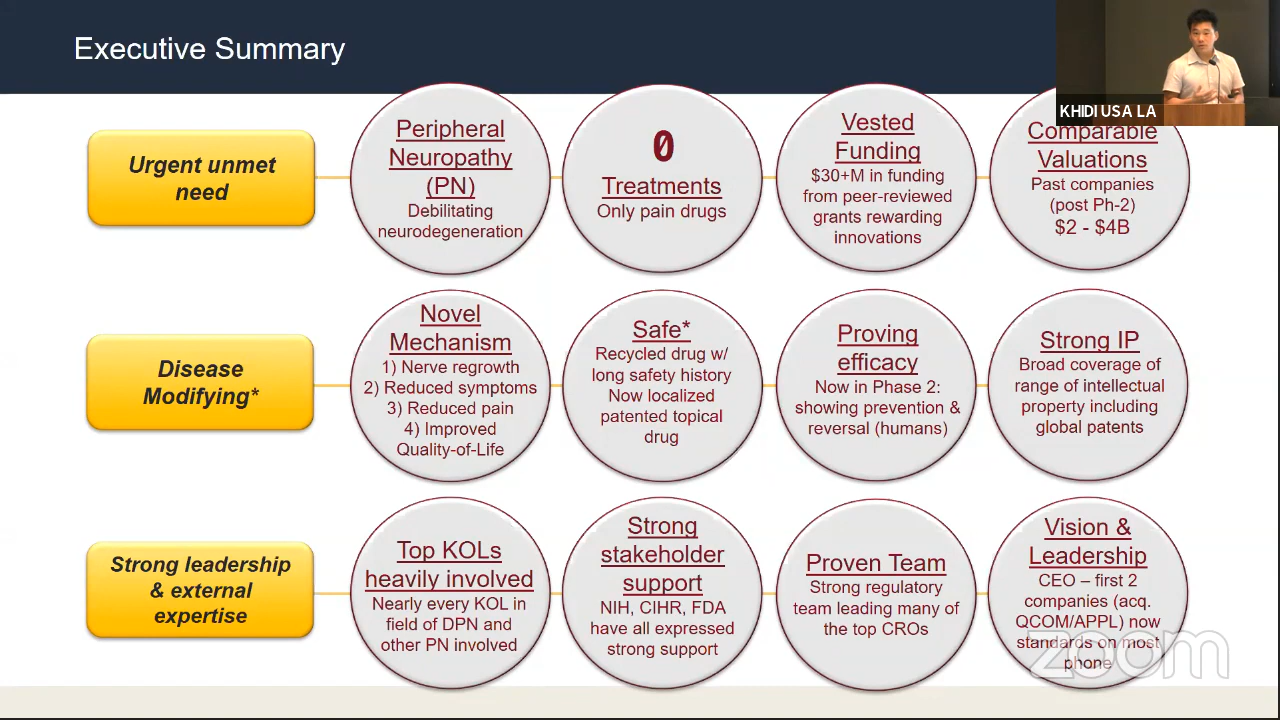 Executive Summary
KHIDI USA LA
Urgent unmet
need
Peripheral
Neuropathy
(PN)
Debilitating
neurodegeneration
0
Treatments
Only pain drugs
Vested
Funding
$30+M in funding
from peer-reviewed
grants rewarding
innovations
Comparable
Valuations
Past companies
(post Ph-2)
$2 - $4B
Disease
Modifying*
Novel
Mechanism
1) Nerve regrowth
2) Reduced symptoms
3) Reduced pain
4) Improved
Quality-of-Life
Safe*
Recycled drug w/
long safety history
Now localized
patented topical
drug
Proving
efficacy
Now in Phase 2:
showing prevention &
reversal (humans)
Strong IP
Broad coverage of
range of intellectual
property including
global patents
Strong leadership
& external
expertise
Top KOLs
heavily involved
Nearly every KOL in
field of DPN and
other PN involved
Strong
stakeholder
support
NIH, CIHR, FDA
have all expressed
strong support
Proven Team
Strong regulatory
team leading many of
the top CROs
Vision &
Leadership
CEO – first 2
companies (acq.
QCOM/APPL) now
standards on most
phone
zoom